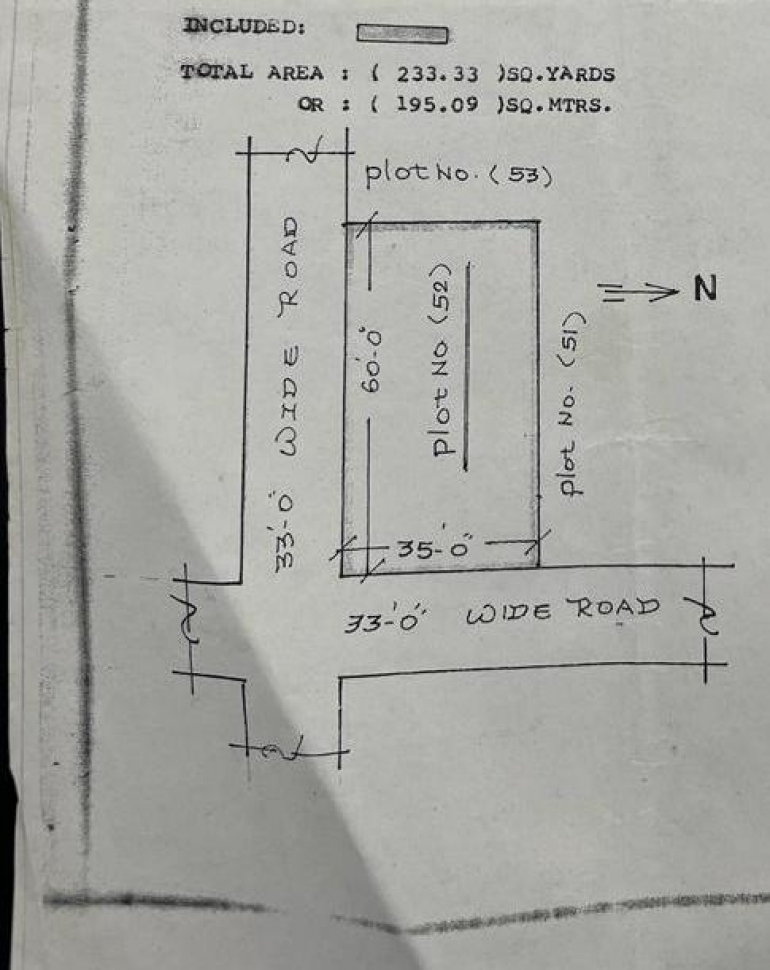 INCLUDED:
TOTAL AREA : ( 233.33 )SQ.YARDS
OR : ( 195.09 )SQ.MTRS.
plot No. (53)
33'-0" WIDE ROAD
60'-0"
plot No (52)
plot No. (51)
N
35'-0"
33'-0" WIDE ROAD